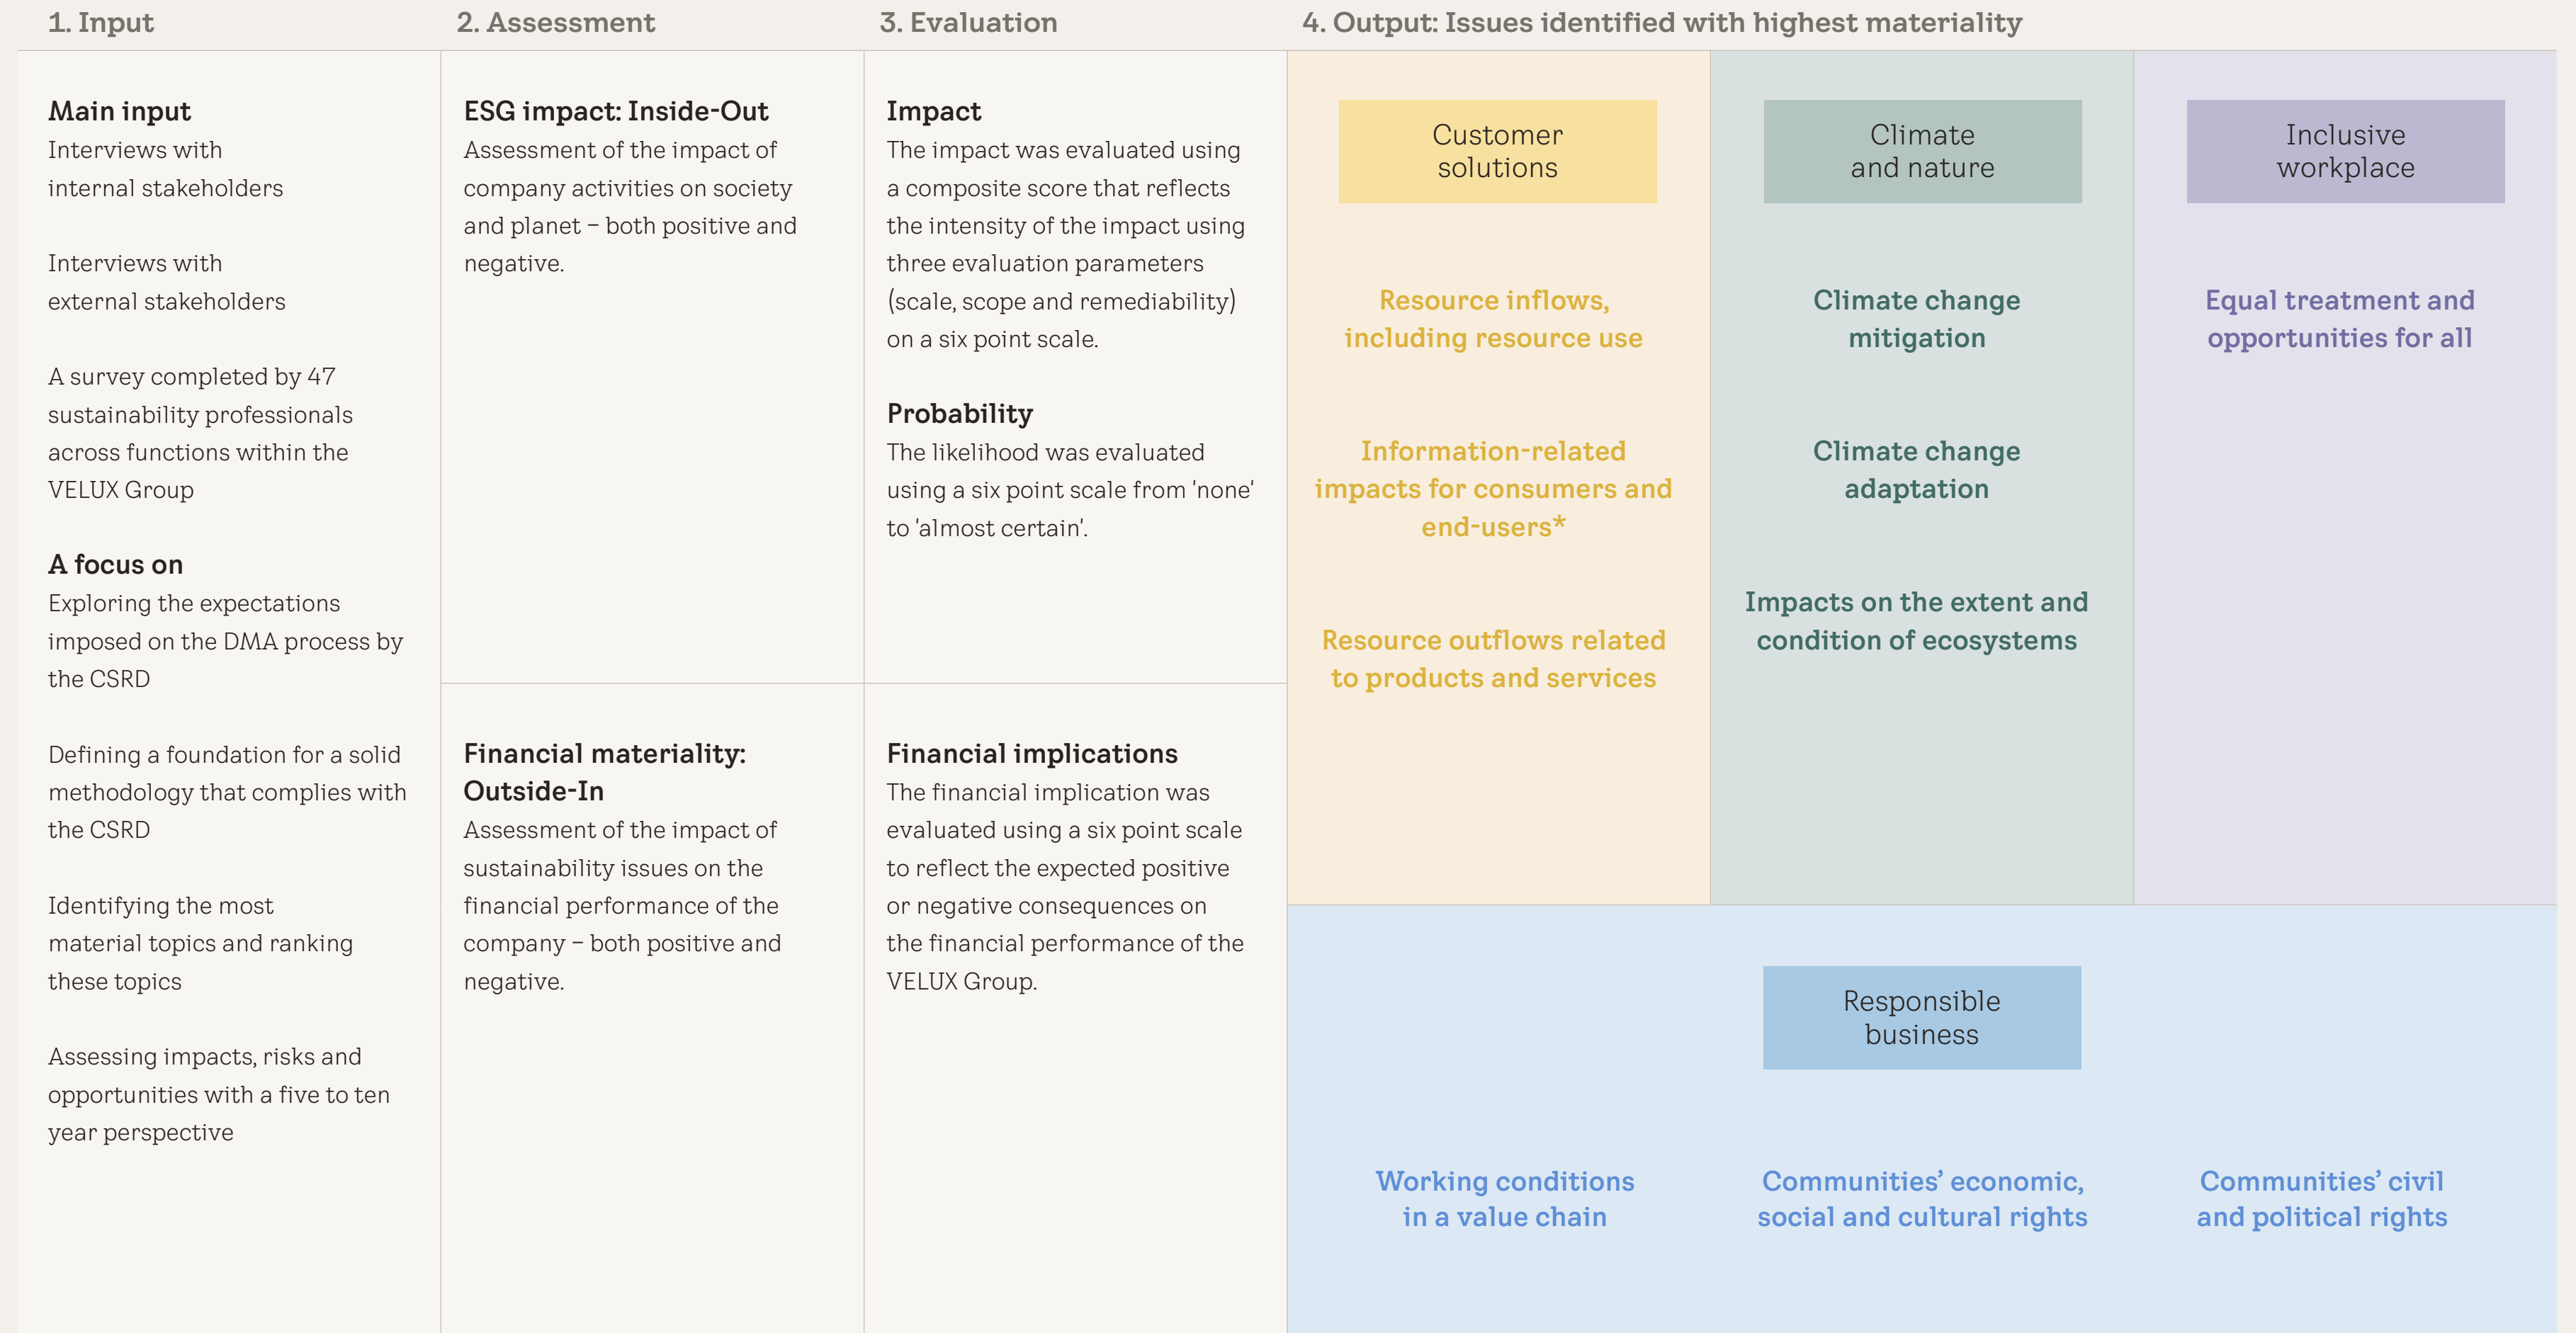 1. Input
Main input
Interviews with
internal stakeholders
Interviews with
external stakeholders
A survey completed by 47
sustainability professionals
across functions within the
VELUX Group
A focus on
Exploring the expectations
imposed on the DMA process by
the CSRD
Defining a foundation for a solid
methodology that complies with
the CSRD
Identifying the most
material topics and ranking
these topics
Assessing impacts, risks and
opportunities with a five to ten
year perspective
2. Assessment
ESG impact: Inside-Out
Assessment of the impact of
company activities on society
and planet – both positive and
negative.
Financial materiality:
Outside-In
Assessment of the impact of
sustainability issues on the
financial performance of the
company – both positive and
negative.
3. Evaluation
Impact
The impact was evaluated using
a composite score that reflects
the intensity of the impact using
three evaluation parameters
(scale, scope and remediability)
on a six point scale.
Probability
The likelihood was evaluated
using a six point scale from 'none'
to 'almost certain'.
Financial implications
The financial implication was
evaluated using a six point scale
to reflect the expected positive
or negative consequences on
the financial performance of the
VELUX Group.
4. Output: Issues identified with highest materiality
Customer
solutions
Resource inflows,
including resource use
Information-related
impacts for consumers and
end-users*
Resource outflows related
to products and services
Climate
and nature
Climate change
mitigation
Climate change
adaptation
Impacts on the extent and
condition of ecosystems
Inclusive
workplace
Equal treatment and
opportunities for all
Responsible
business
Working conditions
in a value chain
Communities’ economic,
social and cultural rights
Communities’ civil
and political rights